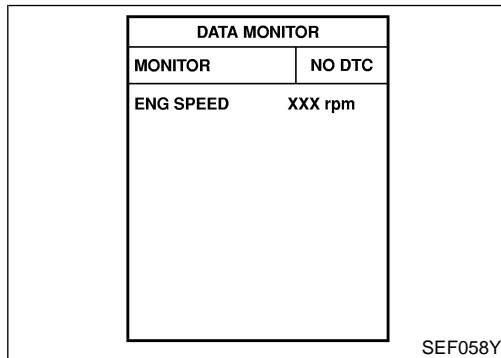 DATA MONITOR
MONITOR NO DTC
ENG SPEED XXX rpm
SEF058Y